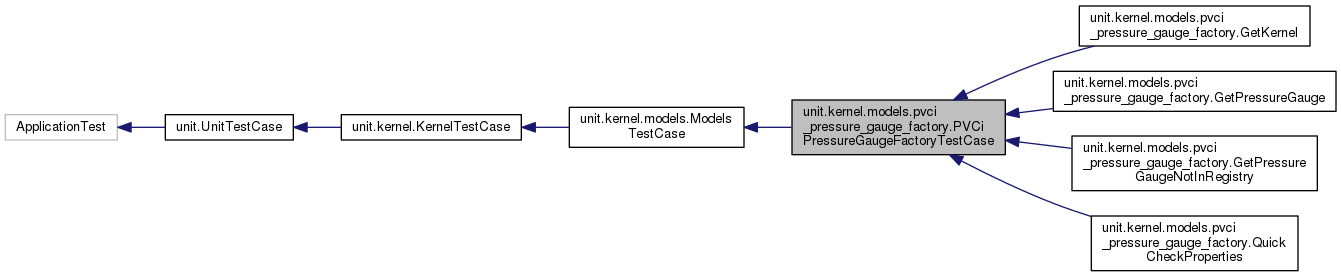 ApplicationTest
unit.UnitTestCase
unit.kernel.KernelTestCase
unit.kernel.models.Models
TestCase
unit.kernel.models.pvci
_pressure_gauge_factory.PVCi
PressureGaugeFactoryTestCase
unit.kernel.models.pvci
_pressure_gauge_factory.GetKernel
unit.kernel.models.pvci
_pressure_gauge_factory.GetPressureGauge
unit.kernel.models.pvci
_pressure_gauge_factory.GetPressure
GaugeNotInRegistry
unit.kernel.models.pvci
_pressure_gauge_factory.Quick
CheckProperties